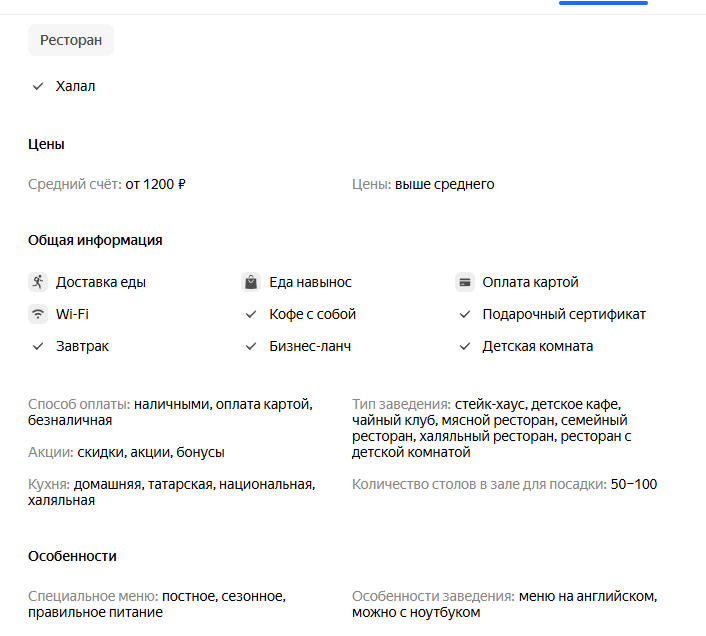 Ресторан
Халал
Цены
Средний счёт: от 1200 ₽
Цены: выше среднего
Общая информация
Доставка еды
Еда навынос
Оплата картой
Wi-Fi
Кофе с собой
Подарочный сертификат
Завтрак
Бизнес-ланч
Детская комната
Способ оплаты: наличными, оплата картой,
безналичная
Акции: скидки, акции, бонусы
Кухня: домашняя, татарская, национальная,
халяльная
Тип заведения: стейк-хаус, детское кафе,
чайный клуб, мясной ресторан, семейный
ресторан, халяльный ресторан, ресторан с
детской комнатой
Количество столов в зале для посадки: 50–100
Особенности
Специальное меню: постное, сезонное,
правильное питание
Особенности заведения: меню на английском,
можно с ноутбуком